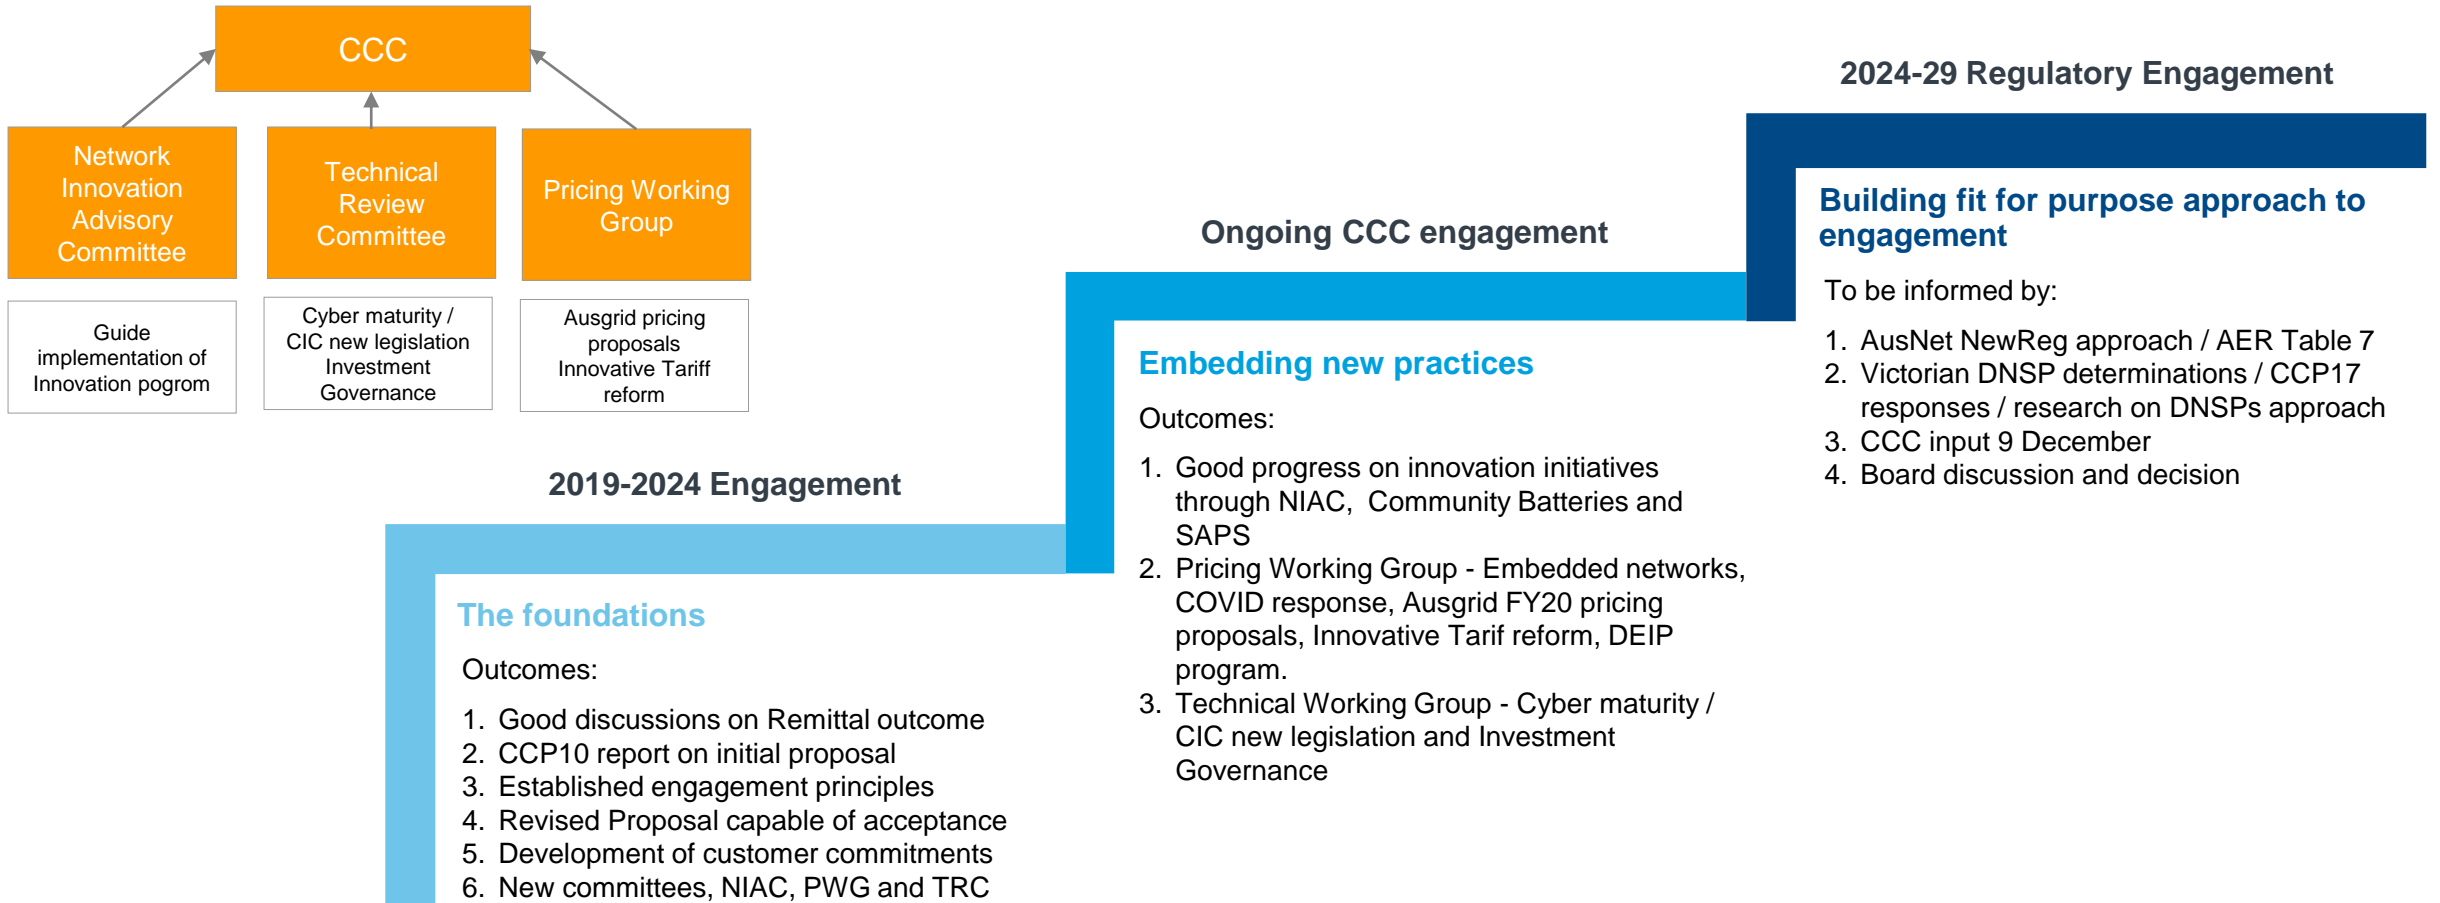 CCC
Network
Innovation
Advisory
Committee
Technical
Review
Committee
Pricing Working
Group
Guide
implementation of
Innovation pogrom
Cyber maturity /
CIC new legislation
Investment
Governance
Ausgrid pricing
proposals
Innovative Tariff
reform
2019-2024 Engagement
The foundations
Outcomes:
1. Good discussions on Remittal outcome
2. CCP10 report on initial proposal
3. Established engagement principles
4. Revised Proposal capable of acceptance
5. Development of customer commitments
6. New committees, NIAC, PWG and TRC
Ongoing CCC engagement
Embedding new practices
Outcomes:
1. Good progress on innovation initiatives
through NIAC, Community Batteries and
SAPS
2. Pricing Working Group - Embedded networks,
COVID response, Ausgrid FY20 pricing
proposals, Innovative Tarif reform, DEIP
program.
3. Technical Working Group - Cyber maturity /
CIC new legislation and Investment
Governance
2024-29 Regulatory Engagement
Building fit for purpose approach to
engagement
To be informed by:
1. AusNet NewReg approach / AER Table 7
2. Victorian DNSP determinations / CCP17
responses / research on DNSPs approach
3. CCC input 9 December
4. Board discussion and decision